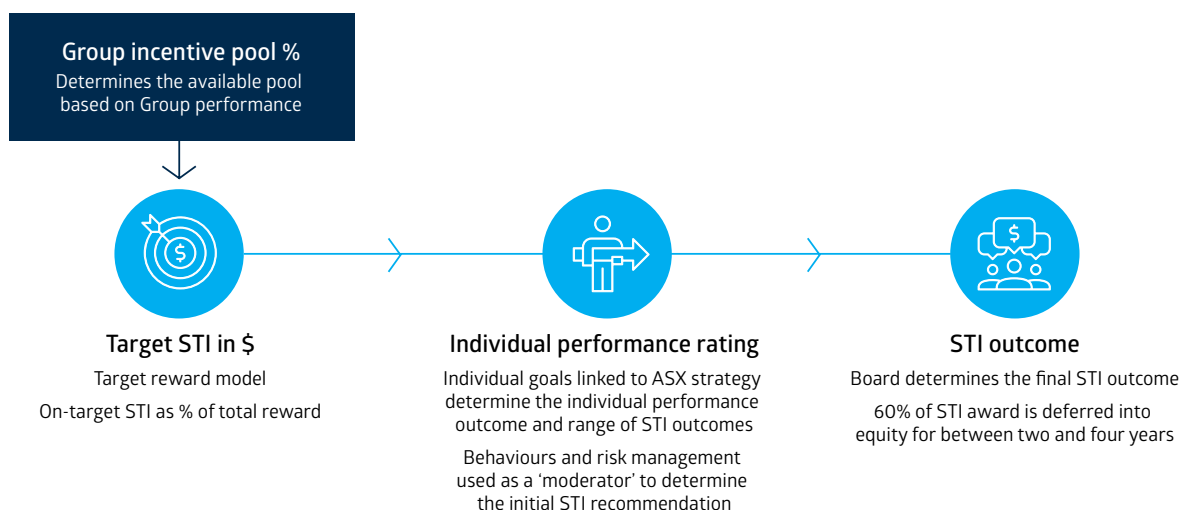 Group incentive pool %
Determines the available pool
based on Group performance
$
Target STI in $
Target reward model
On-target STI as % of total reward
Individual performance rating
Individual goals linked to ASX strategy
determine the individual performance
outcome and range of STI outcomes
Behaviours and risk management
used as a ‘moderator’ to determine
the initial STI recommendation
$
STI outcome
Board determines the final STI outcome
60% of STI award is deferred into
equity for between two and four years